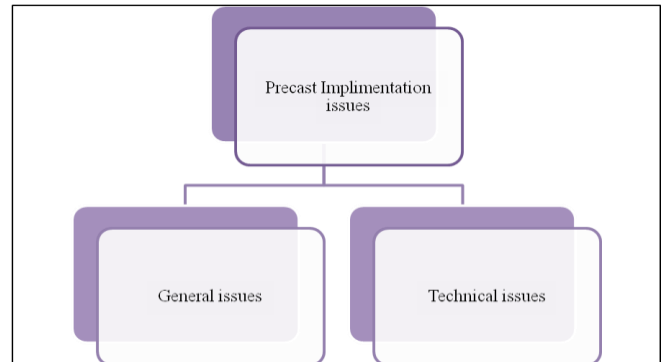 Precast Implimentation
issues
General issues
Technical issues